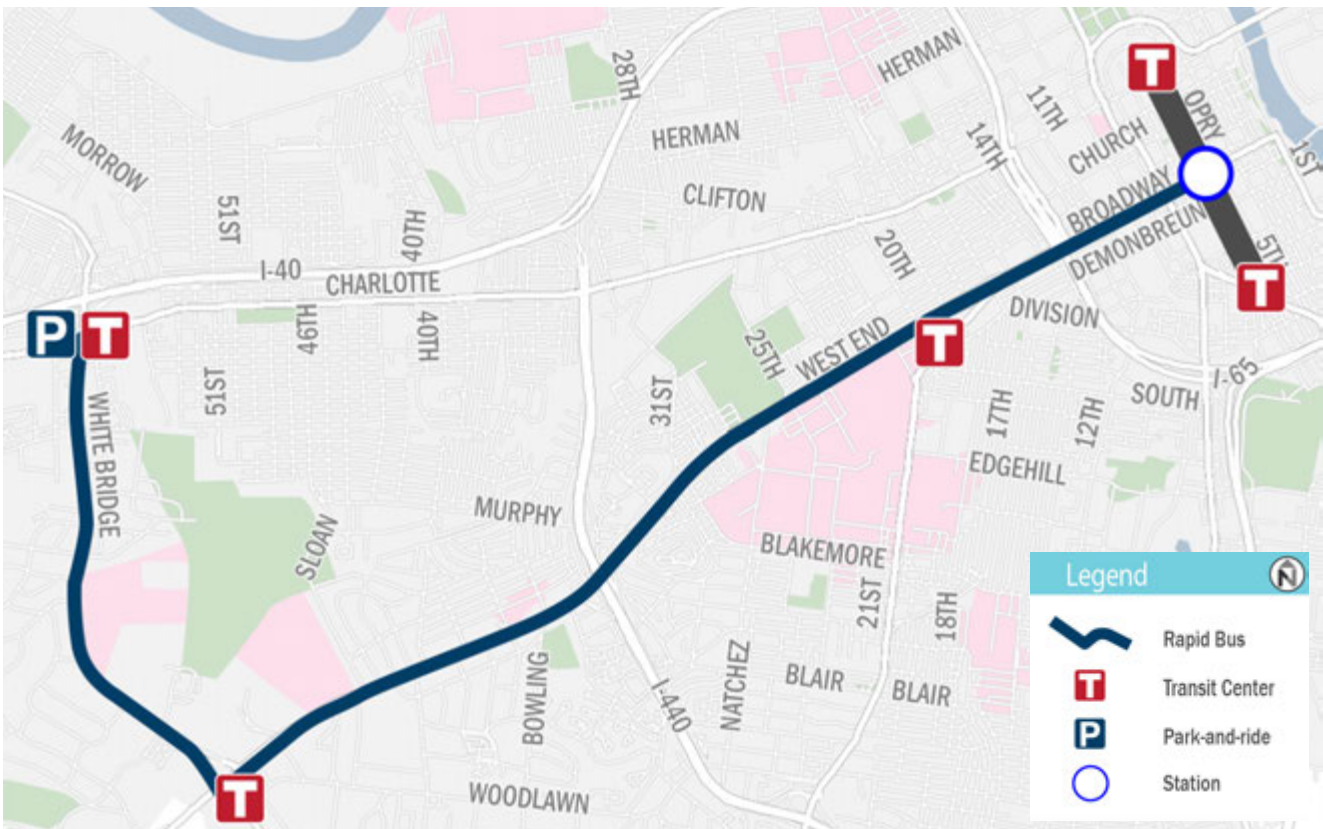 28TH
HERMAN
OPRY
11TH
CHURCH
14TH
1ST
MORROW
HERMAN
CLIFTON
BROADWAY
DEMONBREUN
51ST
40TH
20TH
5TH
I-40
CHARLOTTE
46TH
40TH
DIVISION
25TH
WEST END
51ST
31ST
17TH
12TH
SOUTH
I-65
WHITE BRIDGE
EDGEHILL
MURPHY
SLOAN
BLAKEMORE
21ST
18TH
BOWLING
I-440
NATCHEZ
BLAIR
BLAIR
WOODLAWN
T
T
P T
T
T
Legend
N
Rapid Bus
T Transit Center
P Park-and-ride
Station